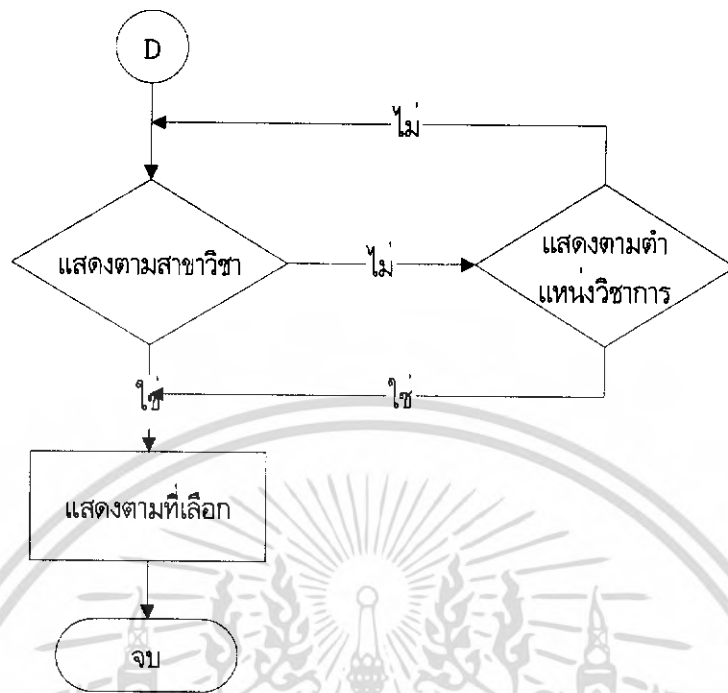 D
ไม่
แสดงตามสาขาวิชา
ไม่
แสดงตามตำ
แหน่งวิชาการ
ใช่
ใช่
แสดงตามที่เลือก
จบ